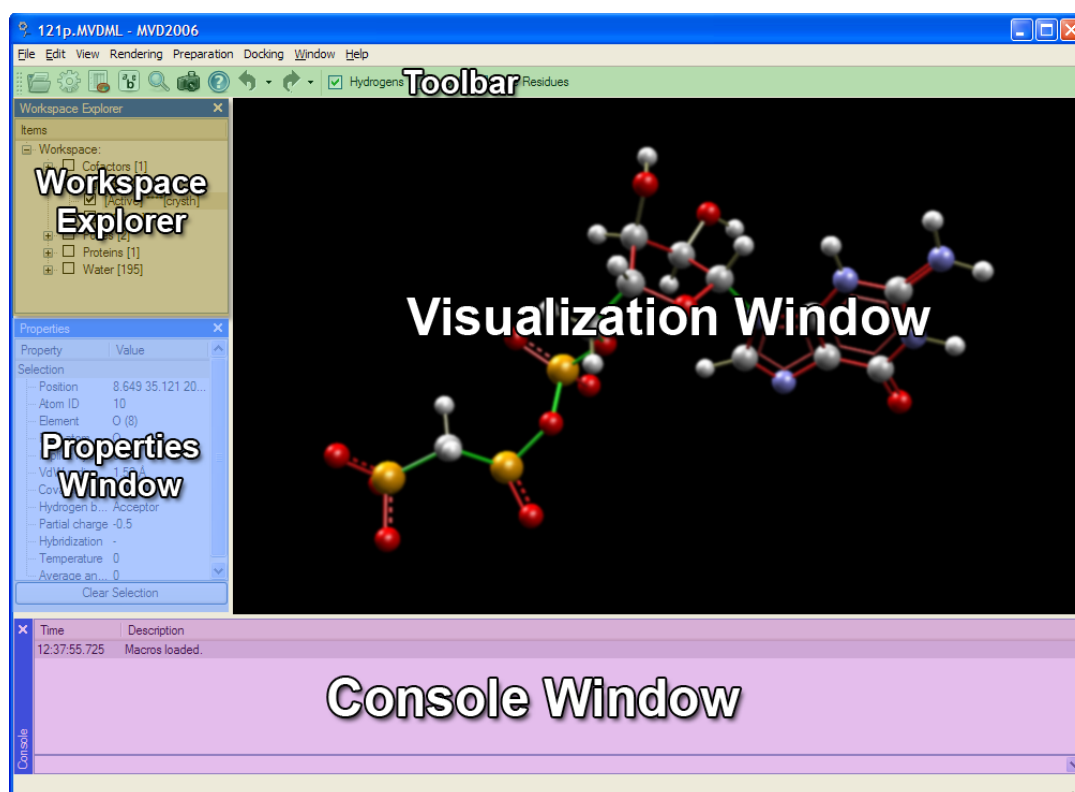 121p.MVDML - MVD2006
File Edit View Rendering Preparation Docking Window Help
Hydrogens
Toolbar
Residues
Workspace Explorer
Items
Workspace:
Cofactors [1]
[Active] [crysth]
Proteins [1]
Water [195]
Workspace
Explorer
Visualization Window
Properties
Property Value
Selection
Position 8.649 35.121 20...
Atom ID 10
Element O (8)
Hydrogen b... Acceptor
Partial charge -0.5
Hybridization -
Temperature 0
Average an... 0
Properties
Window
Clear Selection
Time Description
12:37:55.725 Macros loaded.
Console Window
Console